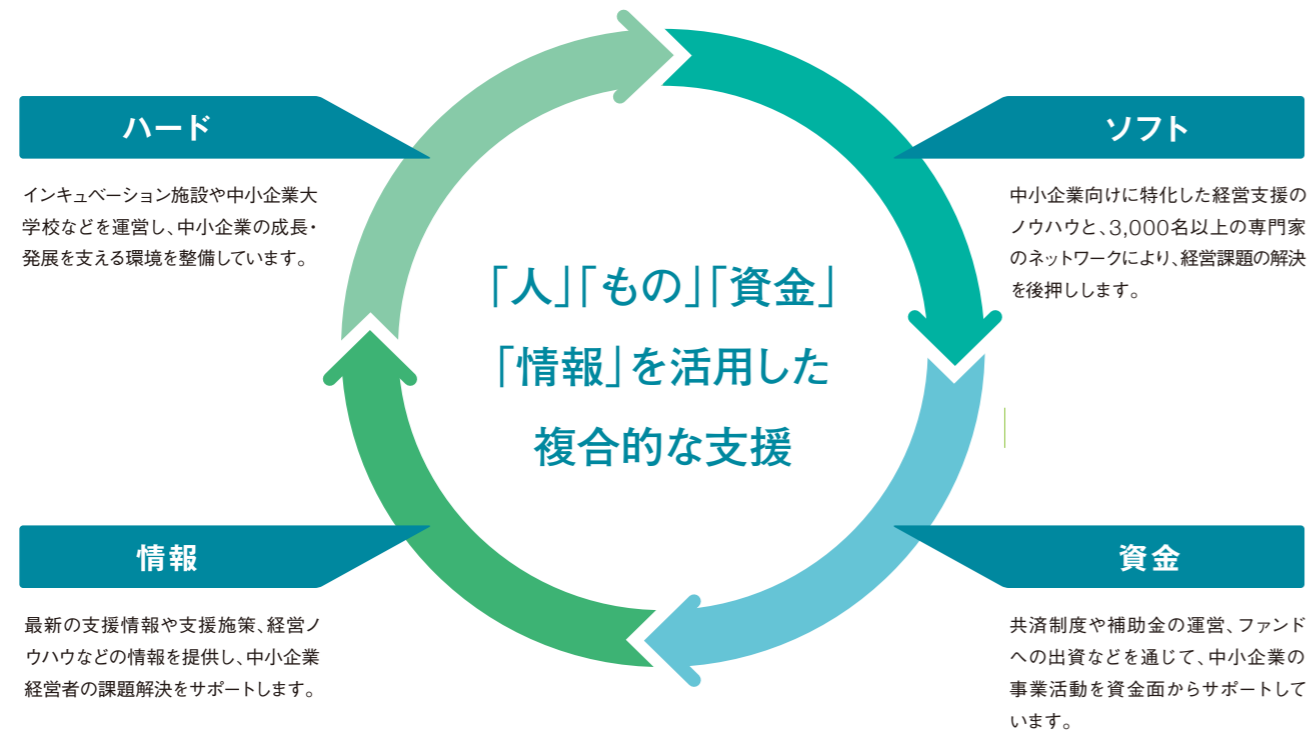 ハード
インキュベーション施設や中小企業大
学校などを運営し、中小企業の成長・
発展を支える環境を整備しています。
ソフト
中小企業向けに特化した経営支援の
ノウハウと、3,000名以上の専門家
のネットワークにより、経営課題の解決
を後押しします。
「人」「もの」「資金」
「情報」を活用した
複合的な支援
情報
最新の支援情報や支援施策、経営ノ
ウハウなどの情報を提供し、中小企業
経営者の課題解決をサポートします。
資金
共済制度や補助金の運営、ファンド
への出資などを通じて、中小企業の
事業活動を資金面からサポートして
います。